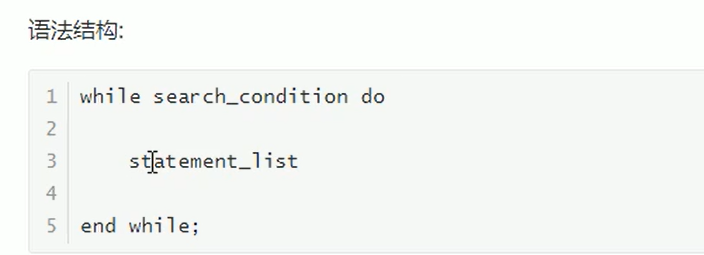 语法结构:
1 while search_condition do
2
3 statement_list
4
5 end while;